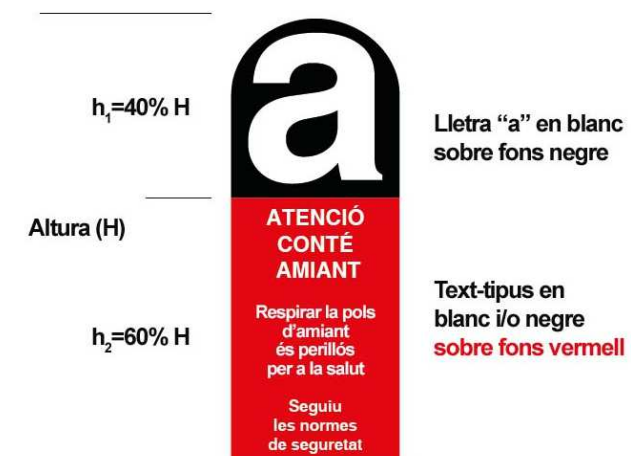 h₁=40% H
Altura (H)
h₂=60% H
a
ATENCIÓ
CONTÉ
AMIANT
Respirar la pols
d’amiant
és perillós
per a la salut
Seguiu
les normes
de seguretat
Lletra “a” en blanc
sobre fons negre
Text-tipus en
blanc i/o negre
sobre fons vermell